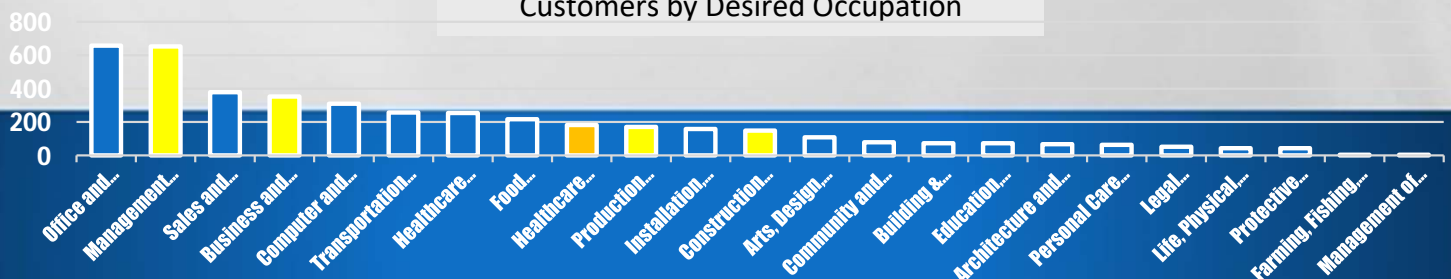 Customers by Desired Occupation
800
600
400
200
0
Office and...
Management...
Sales and...
Business and...
Computer and...
Transportation...
Healthcare...
Food...
Healthcare...
Production...
Installation,...
Construction...
Arts, Design,...
Community and...
Building &...
Education,...
Architecture and...
Personal Care...
Legal...
Life, Physical,...
Protective...
Farming, Fishing,...
Management of...